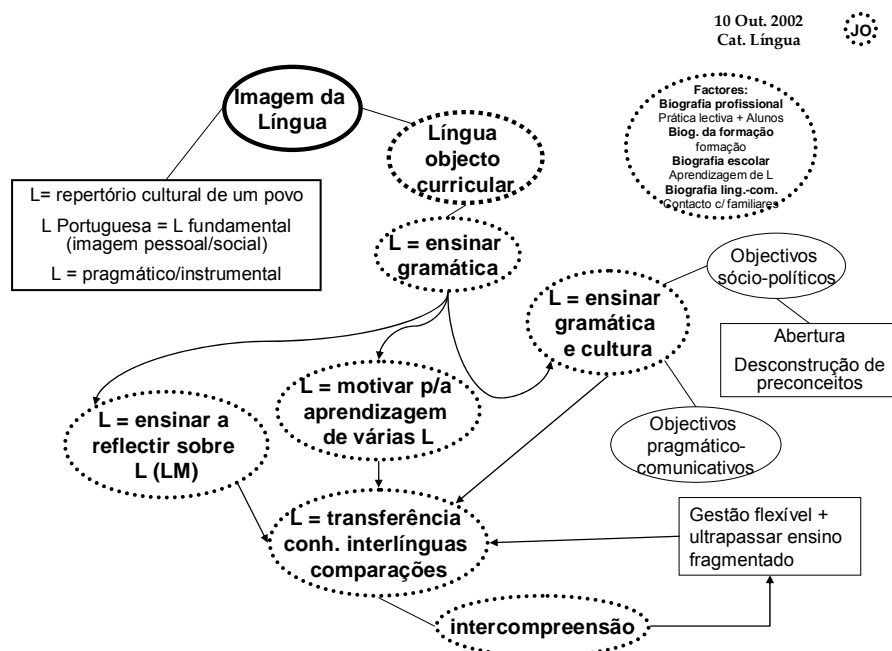 10 Out. 2002
Cat. Língua
JO
Imagem da
Língua
Língua
objecto
curricular
Factores:
Biografia profissional
Prática lectiva + Alunos
Biog. da formação
formação
Biografia escolar
Aprendizagem de L
Biografia ling.-com.
Contacto c/ familiares
L= repertório cultural de um povo
L Portuguesa = L fundamental
(imagem pessoal/social)
L = pragmático/instrumental
L = ensinar
gramática
L = ensinar
gramática
e cultura
Objectivos
sócio-políticos
Abertura
Desconstrução de
preconceitos
L = ensinar a
reflectir sobre
L (LM)
L = motivar p/a
aprendizagem
de várias L
Objectivos
pragmático-
comunicativos
L = transferência
conh. interlínguas
comparações
Gestão flexível +
ultrapassar ensino
fragmentado
intercompreensão